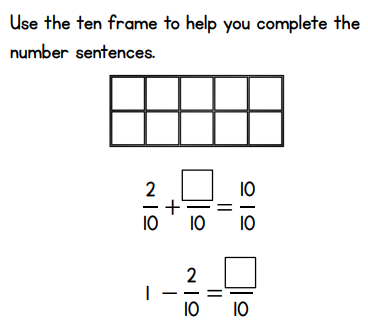 Use the ten frame to help you complete the
number sentences.
2/10 + □/10 = 10/10
1 − 2/10 = □/10